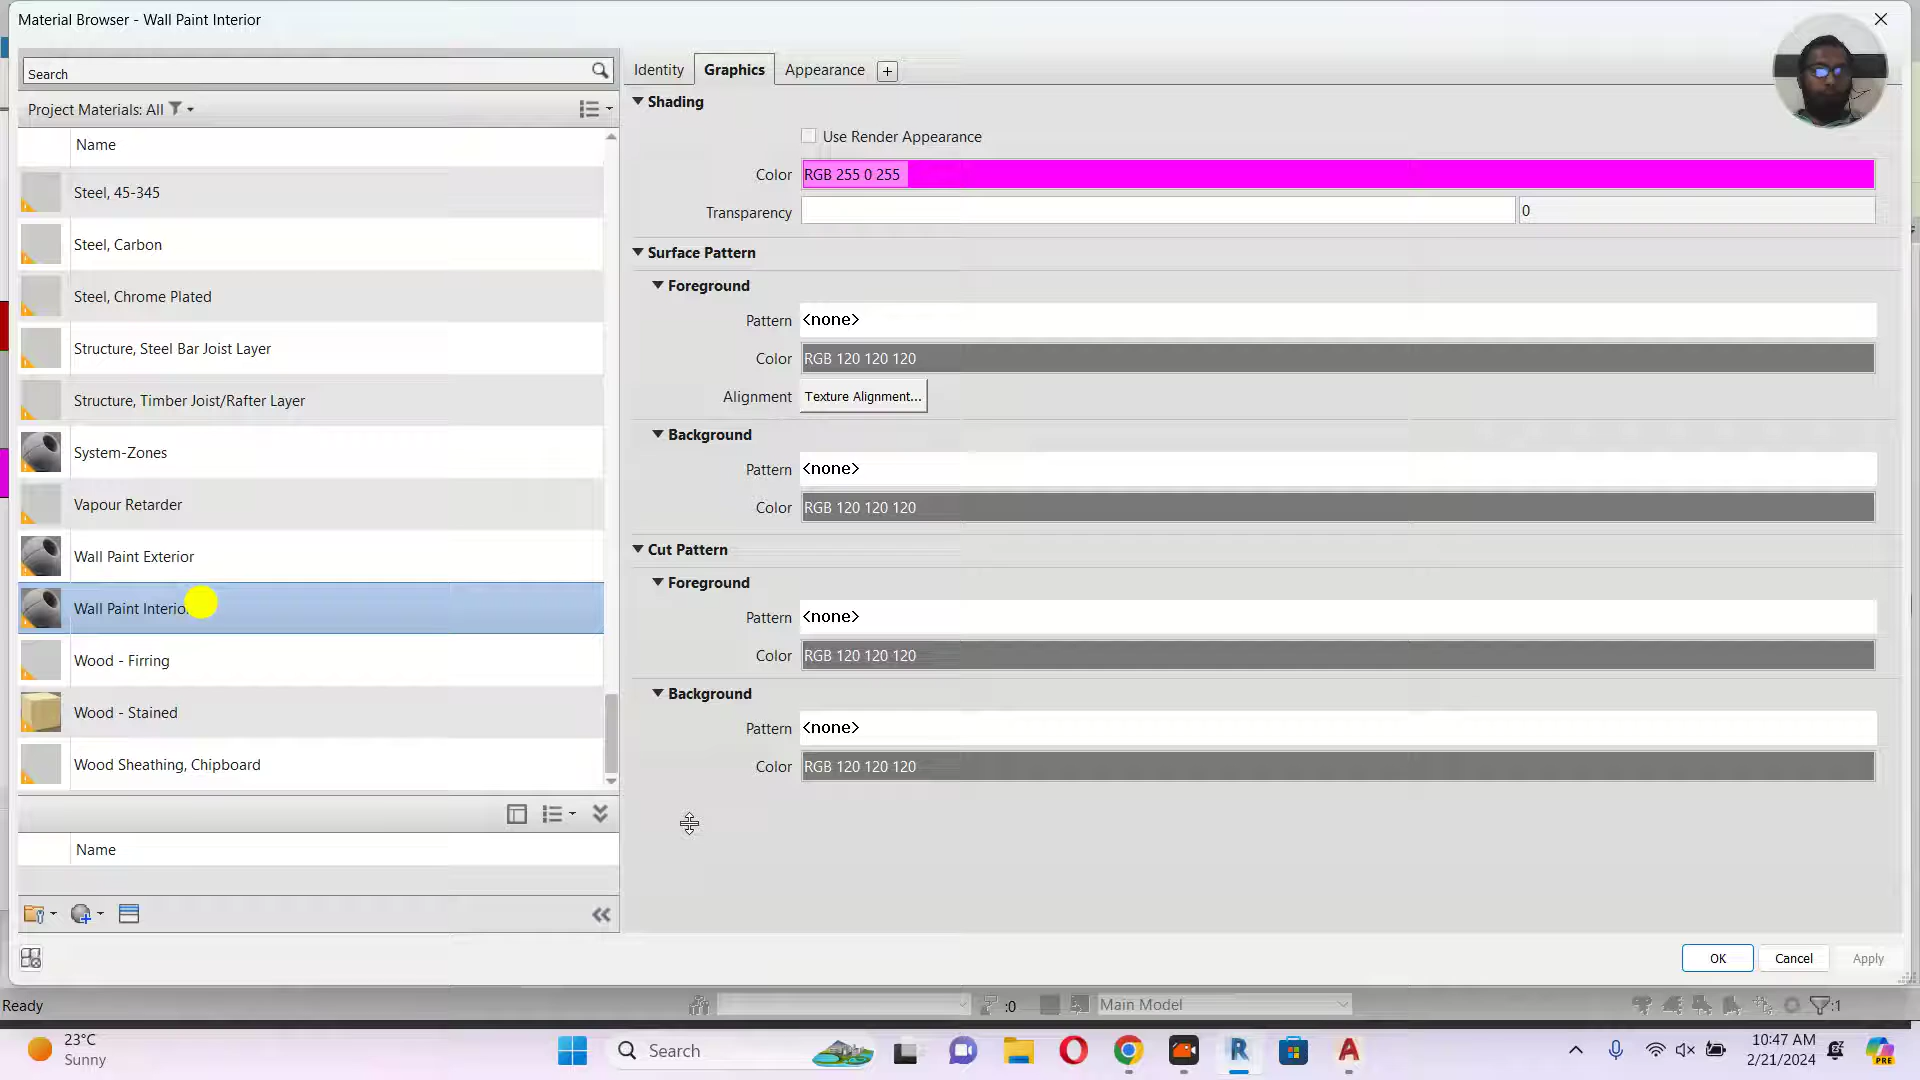 Material Browser - Wall Paint Interior
Search
Project Materials: All
Name
Steel, 45-345
Steel, Carbon
Steel, Chrome Plated
Structure, Steel Bar Joist Layer
Structure, Timber Joist/Rafter Layer
System-Zones
Vapour Retarder
Wall Paint Exterior
Wall Paint Interior
Wood - Firring
Wood - Stained
Wood Sheathing, Chipboard
Name
Identity Graphics Appearance +
Shading
Use Render Appearance
Color RGB 255 0 255
Transparency 0
Surface Pattern
Foreground
Pattern <none>
Color RGB 120 120 120
Alignment Texture Alignment...
Background
Pattern <none>
Color RGB 120 120 120
Cut Pattern
Foreground
Pattern <none>
Color RGB 120 120 120
Background
Pattern <none>
Color RGB 120 120 120
OK Cancel Apply
Ready :0 Main Model :1
23°C
Sunny
Search
10:47 AM
2/21/2024
PRE